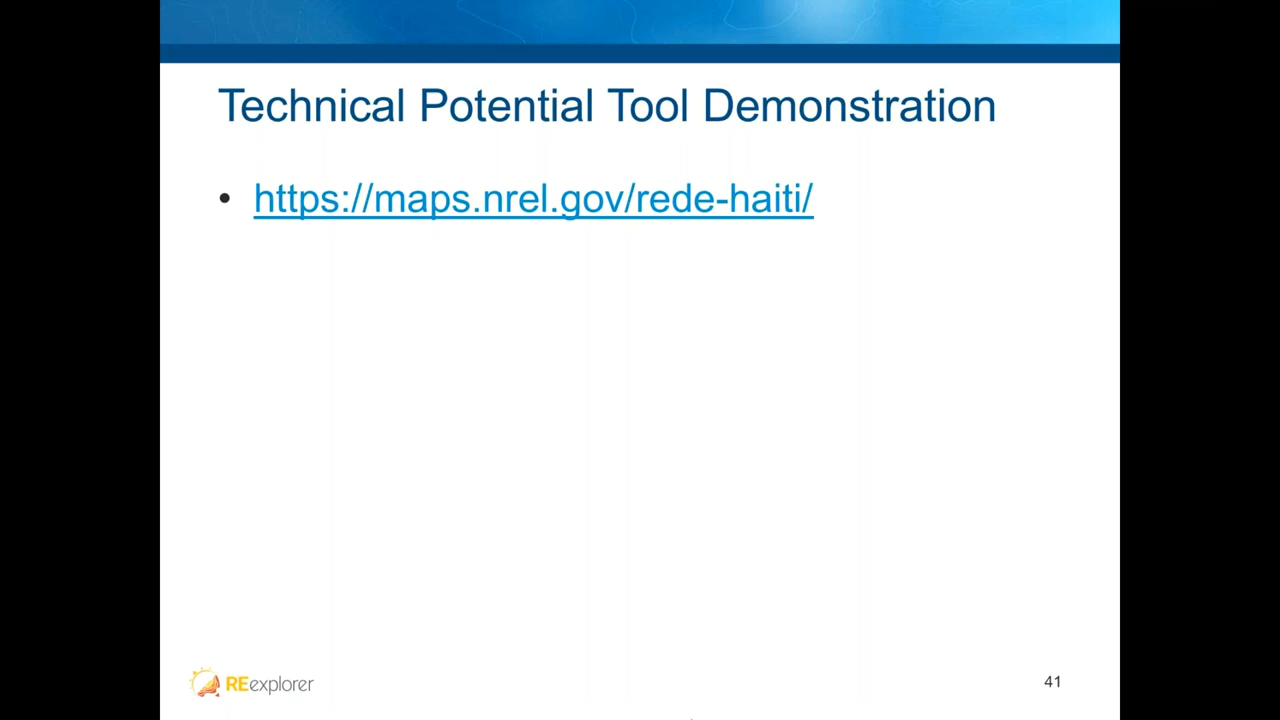 Technical Potential Tool Demonstration
• https://maps.nrel.gov/rede-haiti/
REexplorer
41